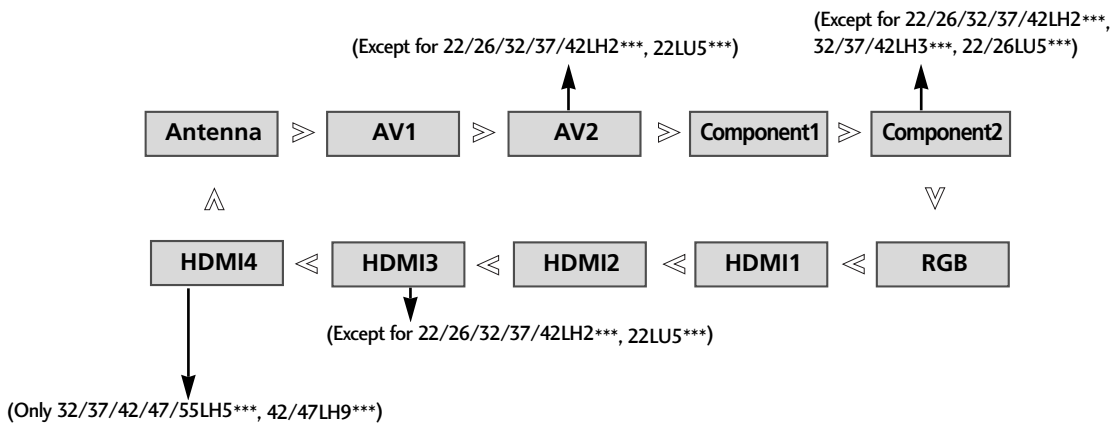 (Except for 22/26/32/37/42LH2***, 22LU5***)
(Except for 22/26/32/37/42LH2***,
32/37/42LH3***, 22/26LU5***)
Antenna
AV1
AV2
Component1
Component2
HDMI4
HDMI3
HDMI2
HDMI1
RGB
(Except for 22/26/32/37/42LH2***, 22LU5***)
(Only 32/37/42/47/55LH5***, 42/47LH9***)